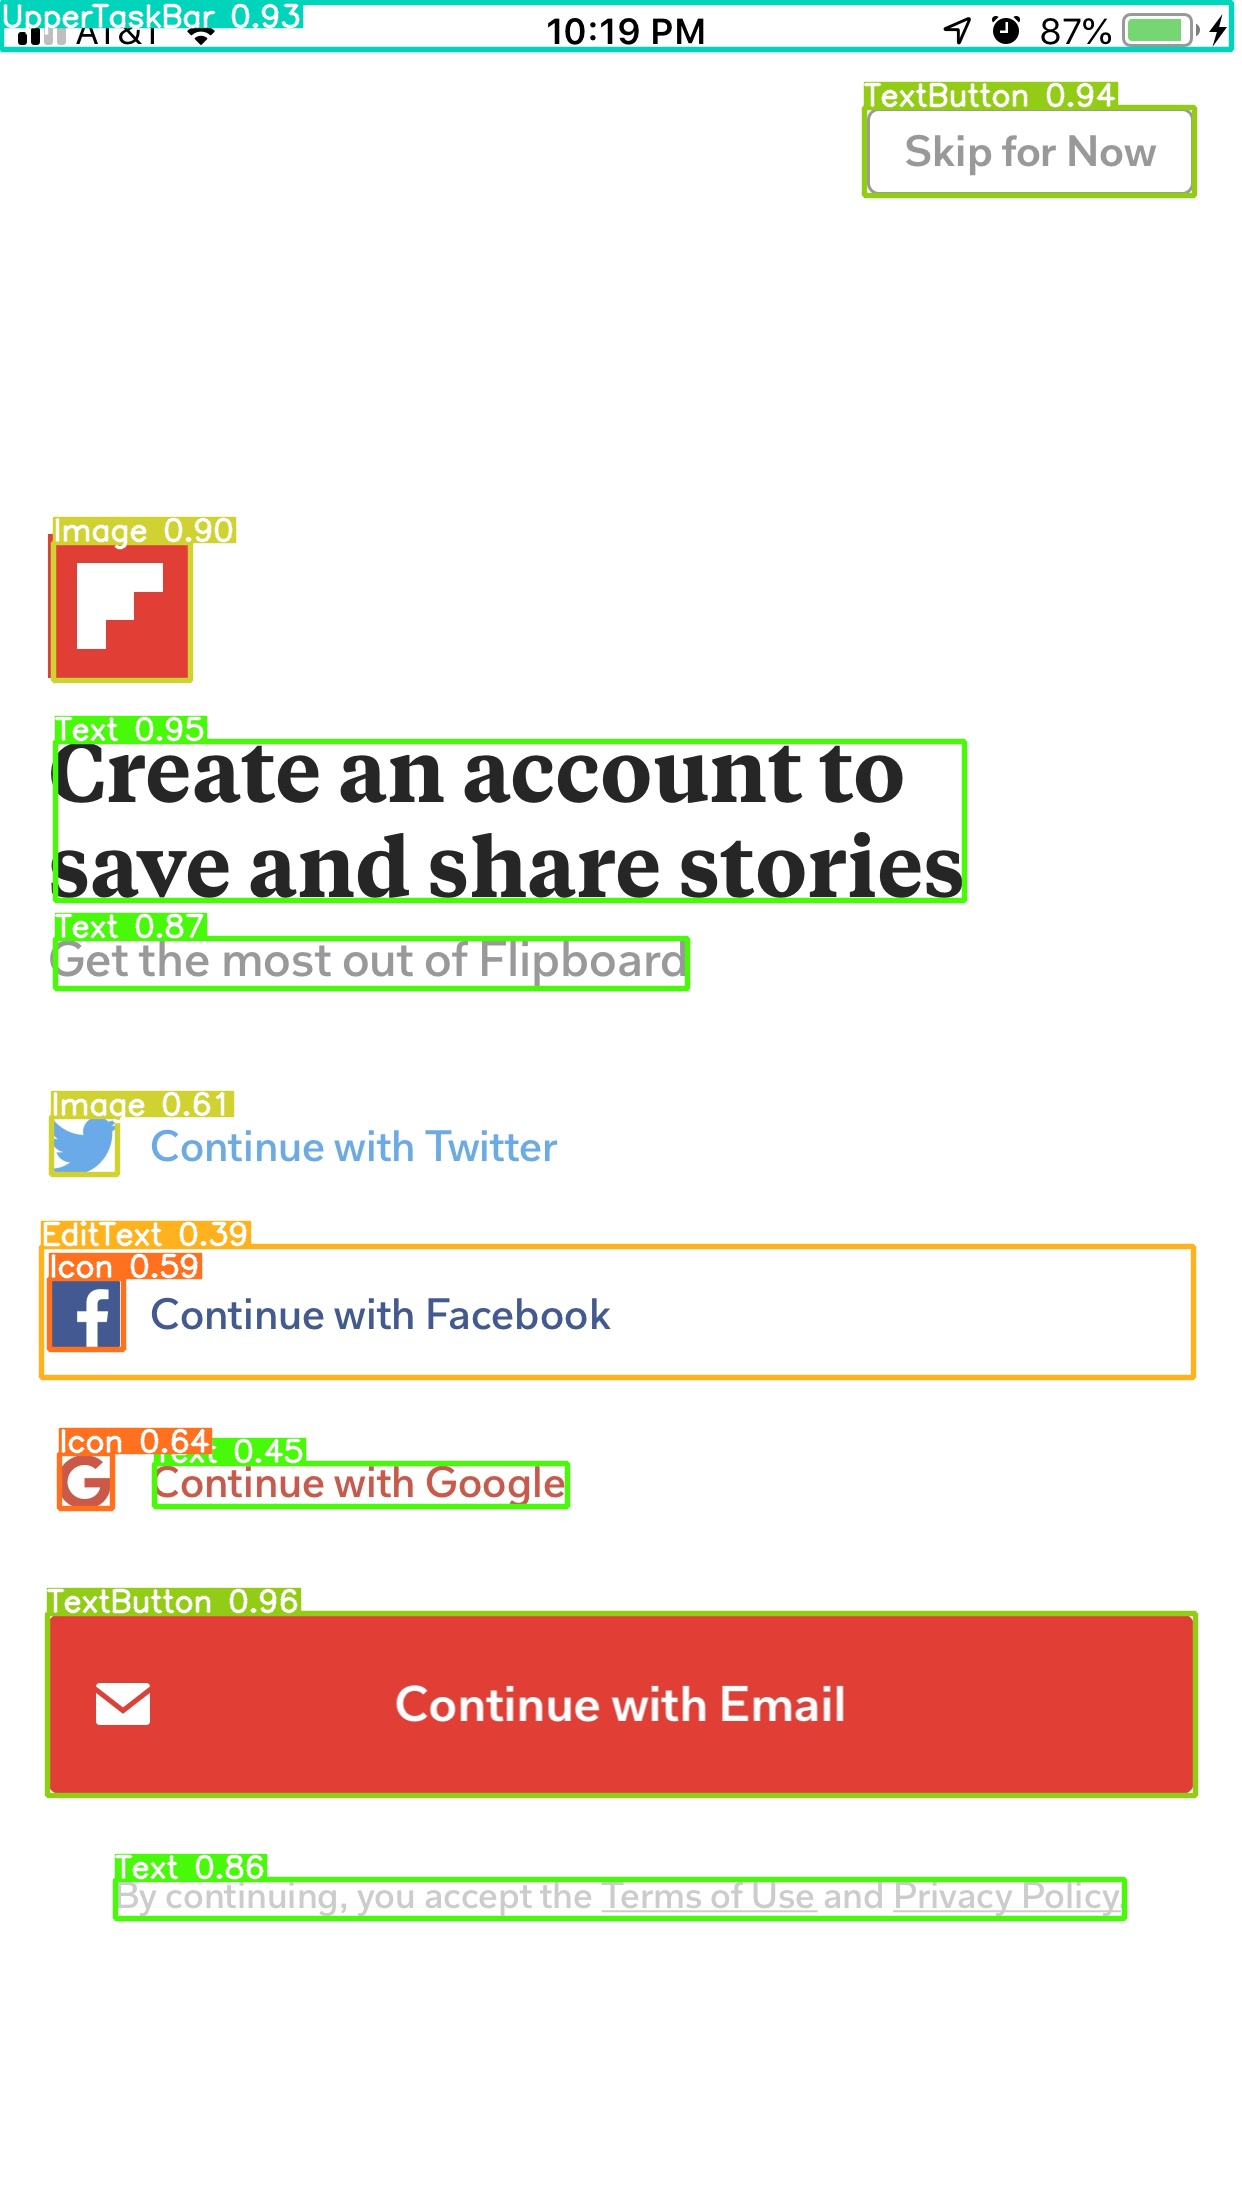 UpperTaskBar 0.93
AT&T 10:19 PM 87%
TextButton 0.94
Skip for Now
Image 0.90
Text 0.95
Create an account to
save and share stories
Text 0.87
Get the most out of Flipboard
Image 0.61
Continue with Twitter
EditText 0.39
Icon 0.59
Continue with Facebook
Icon 0.64 Text 0.45
Continue with Google
TextButton 0.96
Continue with Email
Text 0.86
By continuing, you accept the Terms of Use and Privacy Policy.